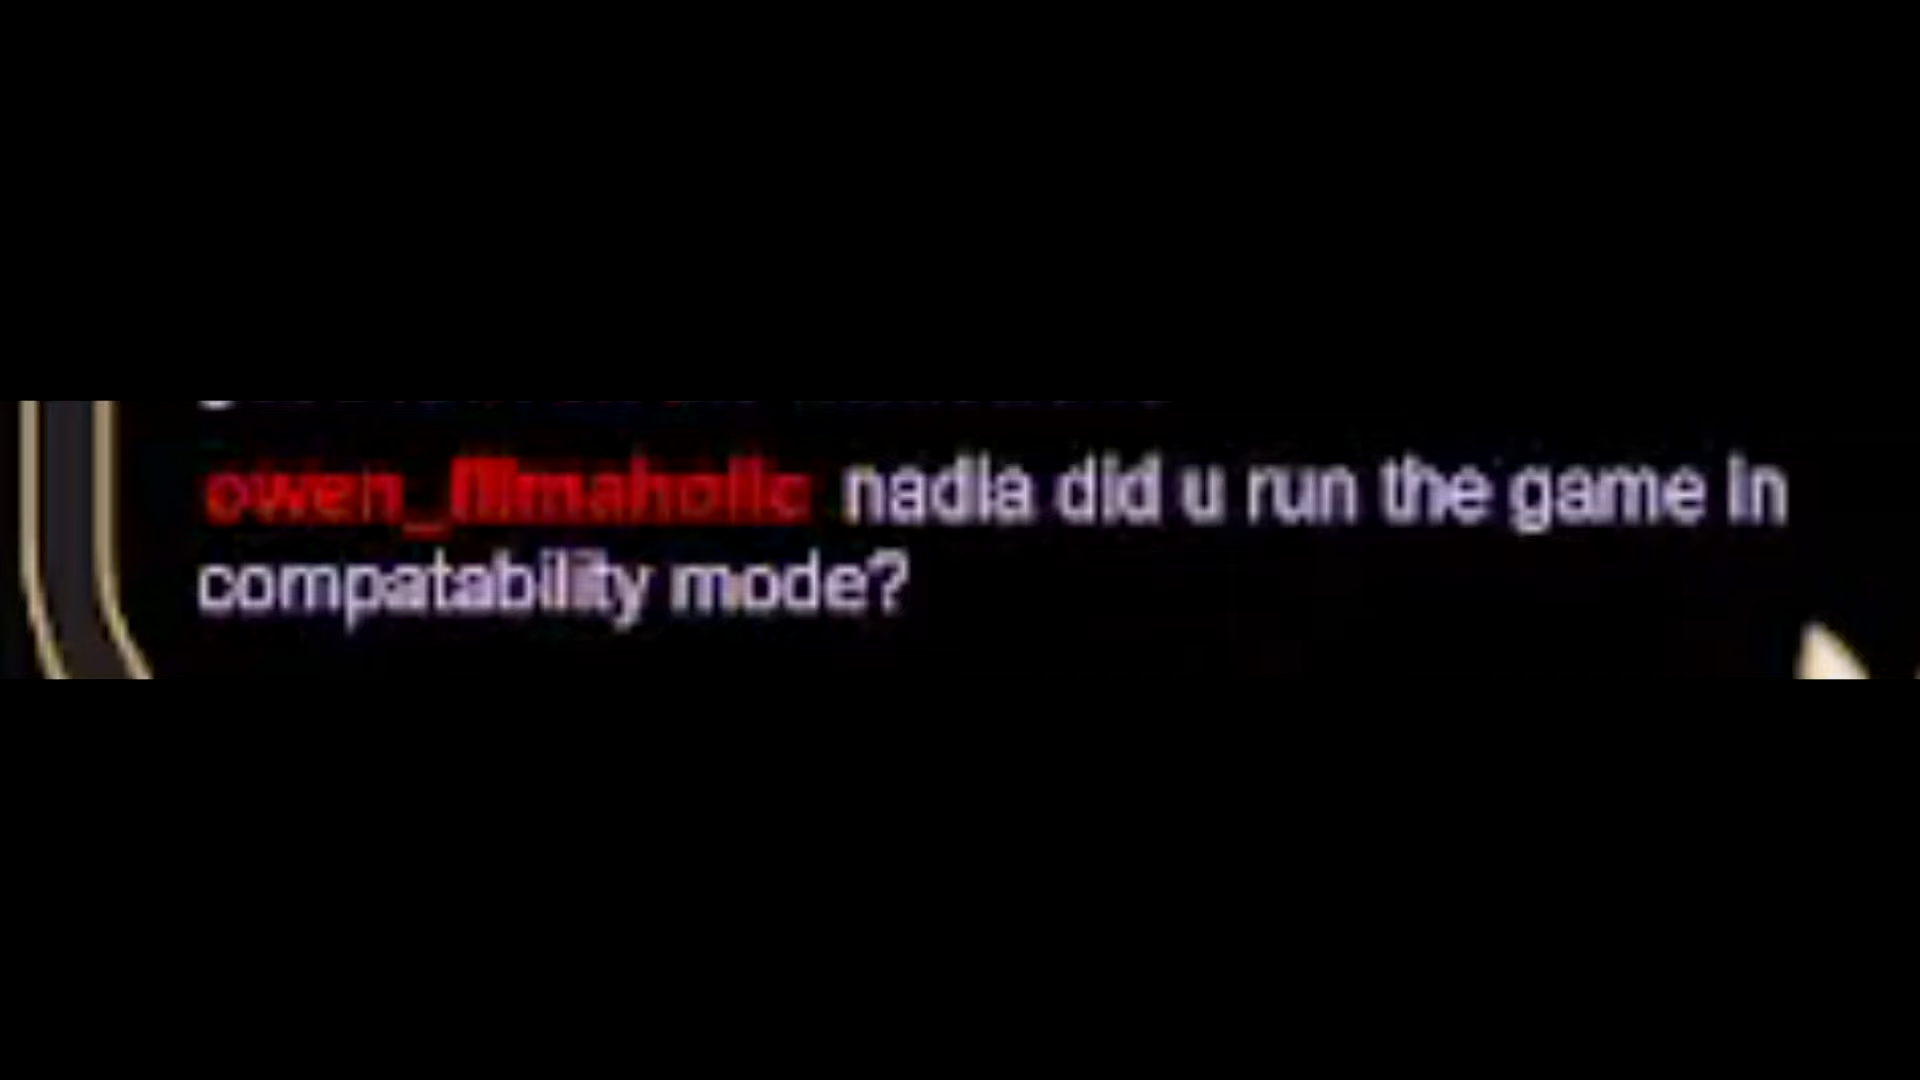 owen_filmaholic nadia did u run the game in
compatability mode?